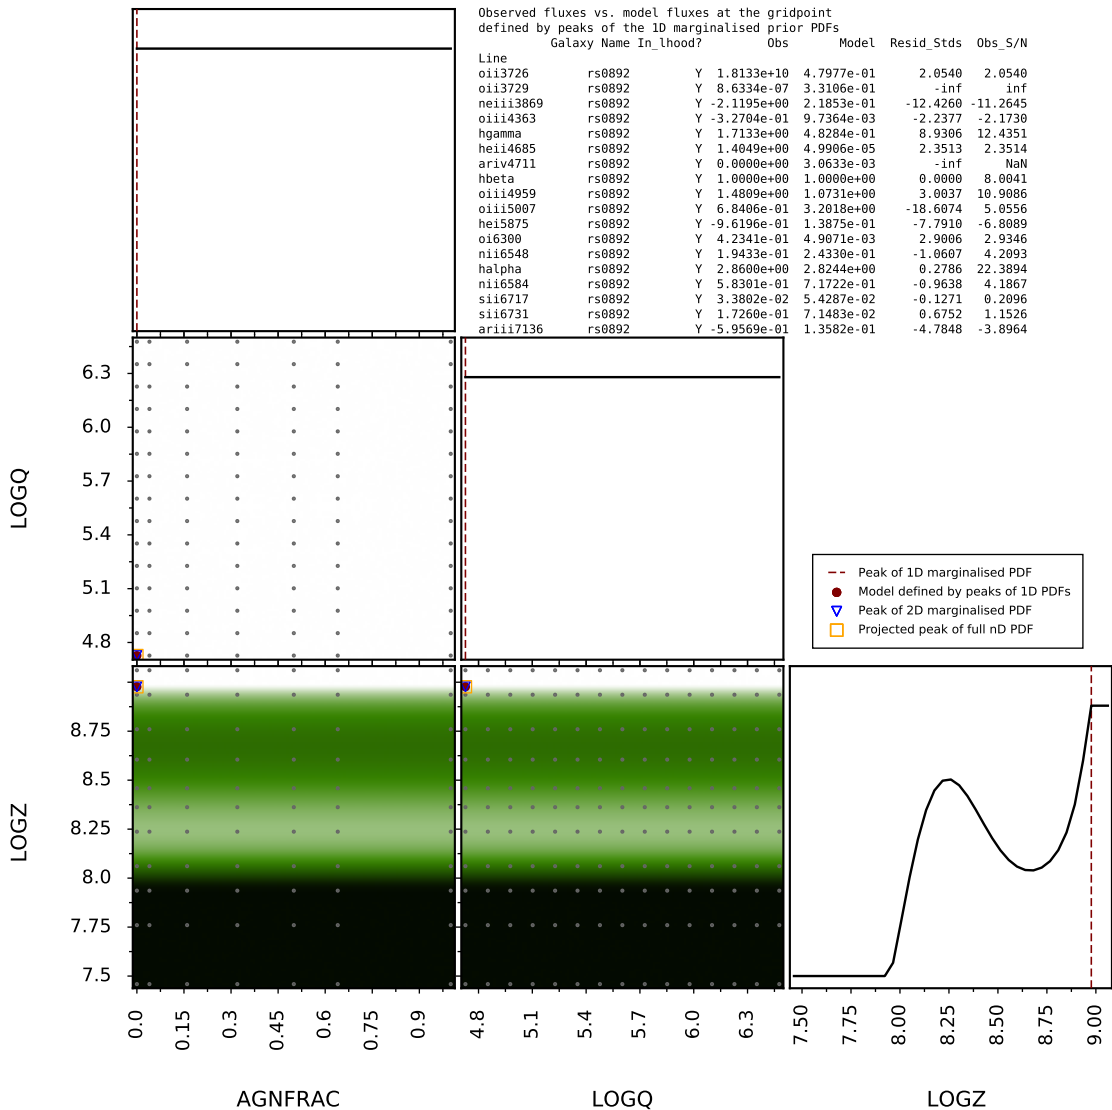 Observed fluxes vs. model fluxes at the gridpoint
defined by peaks of the 1D marginalised prior PDFs
Galaxy Name In_lhood? Obs Model Resid_Stds Obs_S/N
Line
oii3726 rs0892 Y 1.8133e+10 4.7977e-01 2.0540 2.0540
oii3729 rs0892 Y 8.6334e-07 3.3106e-01 -inf inf
neiii3869 rs0892 Y -2.1195e+00 2.1853e-01 -12.4260 -11.2645
oiii4363 rs0892 Y -3.2704e-01 9.7364e-03 -2.2377 -2.1730
hgamma rs0892 Y 1.7133e+00 4.8284e-01 8.9306 12.4351
heii4685 rs0892 Y 1.4049e+00 4.9906e-05 2.3513 2.3514
ariv4711 rs0892 Y 0.0000e+00 3.0633e-03 -inf NaN
hbeta rs0892 Y 1.0000e+00 1.0000e+00 0.0000 8.0041
oiii4959 rs0892 Y 1.4809e+00 1.0731e+00 3.0037 10.9086
oiii5007 rs0892 Y 6.8406e-01 3.2018e+00 -18.6074 5.0556
hei5875 rs0892 Y -9.6196e-01 1.3875e-01 -7.7910 -6.8089
oi6300 rs0892 Y 4.2341e-01 4.9071e-03 2.9006 2.9346
nii6548 rs0892 Y 1.9431e-01 2.4330e-01 -1.0607 4.2093
halpha rs0892 Y 2.8600e+00 2.8244e+00 0.2786 22.3894
nii6584 rs0892 Y 5.8301e-01 7.1722e-01 -0.9638 4.1867
sii6717 rs0892 Y 3.3802e-02 5.4287e-02 -0.1271 0.2096
sii6731 rs0892 Y 1.7260e-01 7.1483e-02 0.6752 1.1526
ariii7136 rs0892 Y -5.9569e-01 1.3582e-01 -4.7848 -3.8964
6.3
6.0
5.7
5.4
5.1
4.8
LOGQ
Peak of 1D marginalised PDF
Model defined by peaks of 1D PDFs
Peak of 2D marginalised PDF
Projected peak of full nD PDF
8.75
8.5
8.25
8.0
7.75
7.5
LOGZ
0.0 0.15 0.3 0.45 0.6 0.75 0.9
4.8 5.1 5.4 5.7 6.0 6.3
7.50 7.75 8.00 8.25 8.50 8.75 9.00
AGNFRAC LOGQ LOGZ